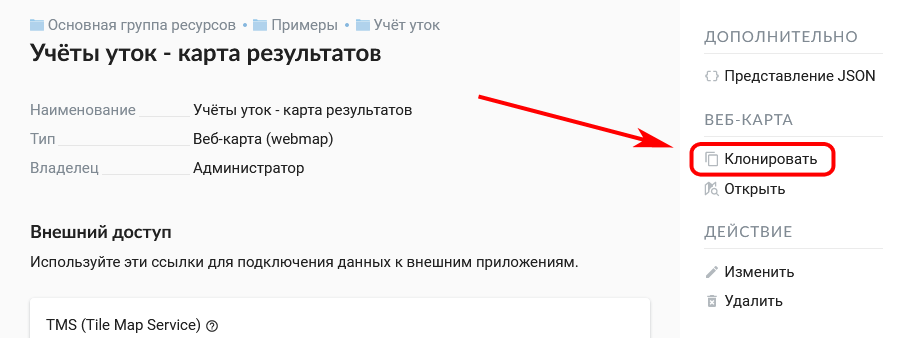 Основная группа ресурсов • Примеры • Учёт уток
Учёты уток - карта результатов
Наименование Учёты уток - карта результатов
Тип Веб-карта (webmap)
Владелец Администратор
Внешний доступ
Используйте эти ссылки для подключения данных к внешним приложениям.
TMS (Tile Map Service) ?
ДОПОЛНИТЕЛЬНО
{} Представление JSON
ВЕБ-КАРТА
Клонировать
Открыть
ДЕЙСТВИЕ
Изменить
Удалить